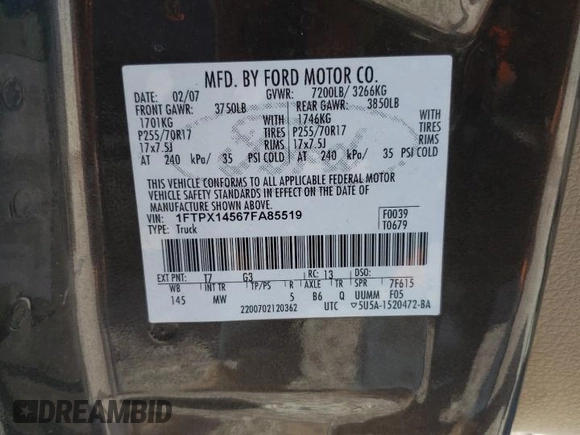 MFD. BY FORD MOTOR CO.
DATE: 02/07 GVWR: 7200LB/ 3266KG
FRONT GAWR: 3750LB REAR GAWR: 3850LB
1701KG WITH 1746KG WITH
P255/70R17 TIRES P255/70R17 TIRES
17x7.5J RIMS 17x7.5J RIMS
AT 240 kPa/ 35 PSI COLD AT 240 kPa/ 35 PSI COLD
THIS VEHICLE CONFORMS TO ALL APPLICABLE FEDERAL MOTOR
VEHICLE SAFETY STANDARDS IN EFFECT ON THE DATE OF
MANUFACTURE SHOWN ABOVE.
VIN: 1FTPX14567FA85519 F0039
TYPE: Truck T0679
EXT PNT: T7 G3 RC: 13 DSO:
WB INT TR TP/PS R AXLE TR SPR 7F615
145 MW 5 B6 Q UUMM F05
2200702120362 UTC ▽5U5A-1520472-BA
Ford
DREAMBID